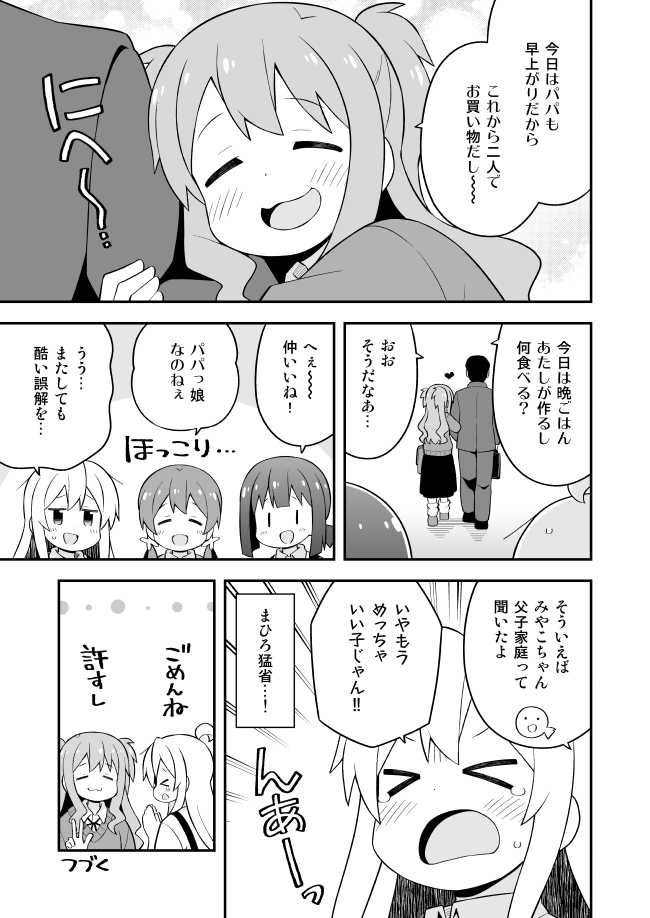 今日はパパも
早上がりだから
これから二人で
お買い物だし〜〜〜
にへ
へ〜…
今日は晩ごはん
あたしが作るし
何食べる?
おお
そうだなあ…
へぇ〜〜
仲いいね!
パパっ娘
なのねぇ
うう…
またしても
酷い誤解を…
ほっこり…
そういえば
みやこちゃん
父子家庭って
聞いたよ
いやもう
めっちゃ
いい子じゃん!!
まひろ猛省…!
んあーっ
ごめんね
許すし
つづく